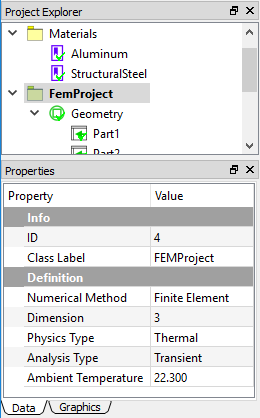 Project Explorer
Materials
Aluminum
StructuralSteel
FemProject
Geometry
Part1
Part2
Properties
Property Value
Info
ID 4
Class Label FEMProject
Definition
Numerical Method Finite Element
Dimension 3
Physics Type Thermal
Analysis Type Transient
Ambient Temperature 22.300
Data Graphics